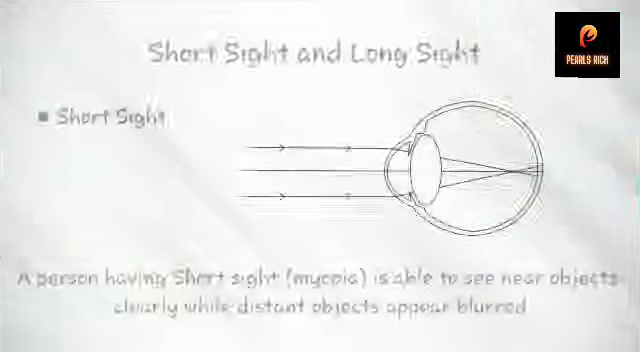 Short Sight and Long Sight
PEARLS RICH
▪ Short Sight
A person having Short sight (myopia) is able to see near objects
clearly while distant objects appear blurred